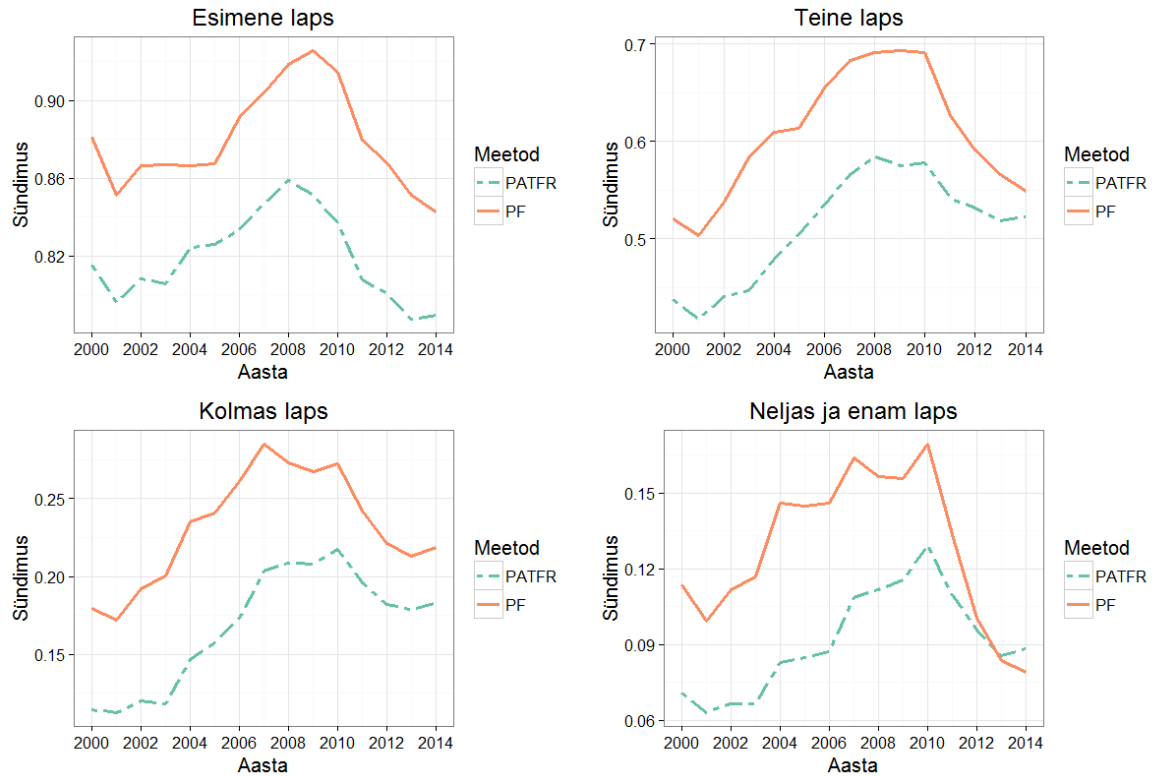 Esimene laps
Sündimus
0.90
0.86
0.82
2000 2002 2004 2006 2008 2010 2012 2014
Aasta
Meetod
PATFR
PF
Teine laps
Sündimus
0.7
0.6
0.5
2000 2002 2004 2006 2008 2010 2012 2014
Aasta
Meetod
PATFR
PF
Kolmas laps
Sündimus
0.25
0.20
0.15
2000 2002 2004 2006 2008 2010 2012 2014
Aasta
Meetod
PATFR
PF
Neljas ja enam laps
Sündimus
0.15
0.12
0.09
0.06
2000 2002 2004 2006 2008 2010 2012 2014
Aasta
Meetod
PATFR
PF